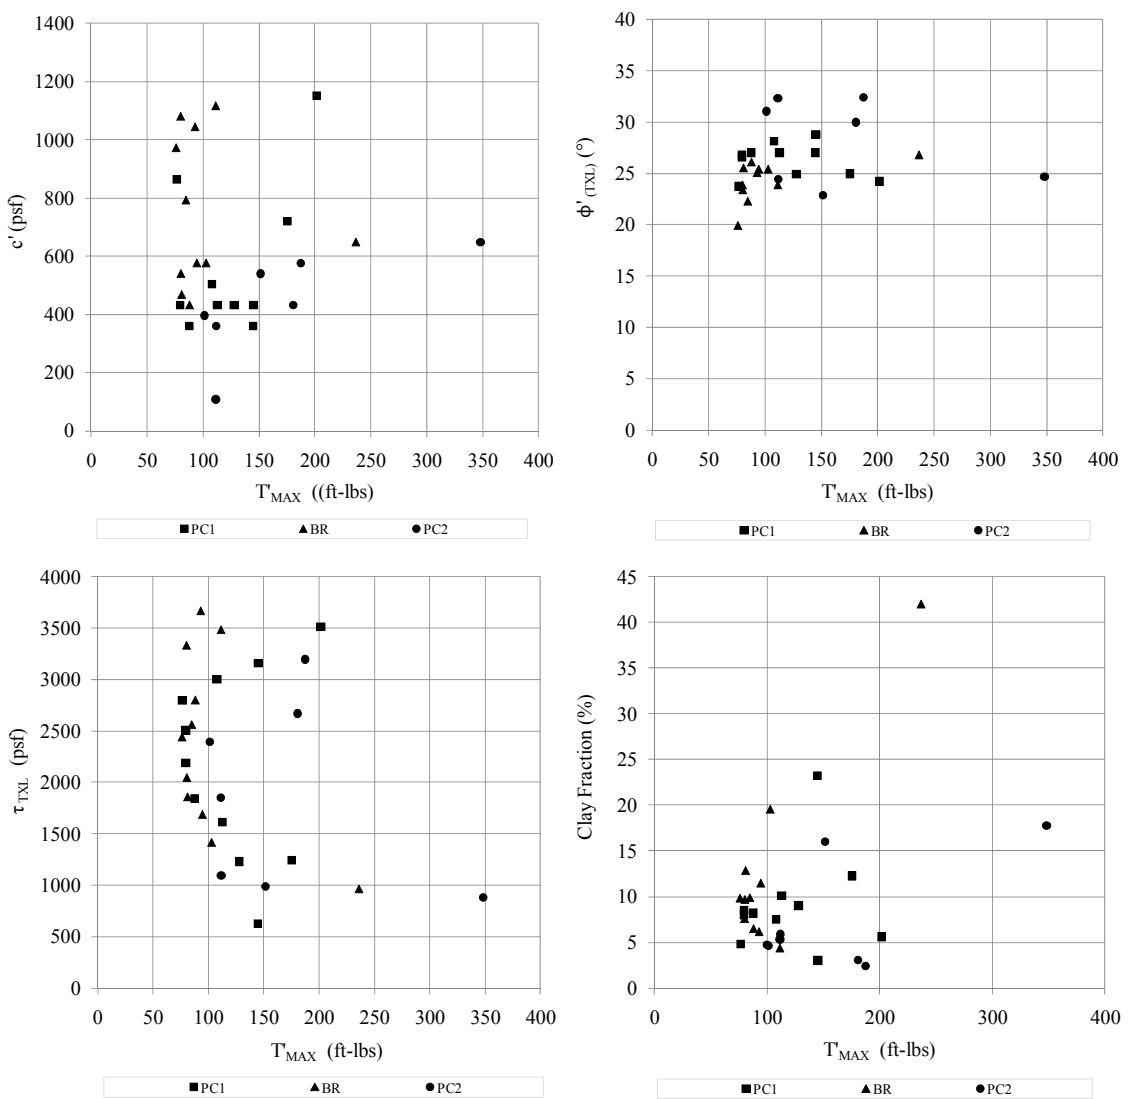 1400
1200
1000
800
600
400
200
0
c' (psf)
0 50 100 150 200 250 300 350 400
T'MAX ((ft-lbs)
PC1 BR PC2
40
35
30
25
20
15
10
5
0
ϕ'(TXL) (°)
0 50 100 150 200 250 300 350 400
T'MAX (ft-lbs)
PC1 BR PC2
4000
3500
3000
2500
2000
1500
1000
500
0
τTXL (psf)
0 50 100 150 200 250 300 350 400
T'MAX (ft-lbs)
PC1 BR PC2
45
40
35
30
25
20
15
10
5
0
Clay Fraction (%)
0 100 200 300 400
T'MAX (ft-lbs)
PC1 BR PC2